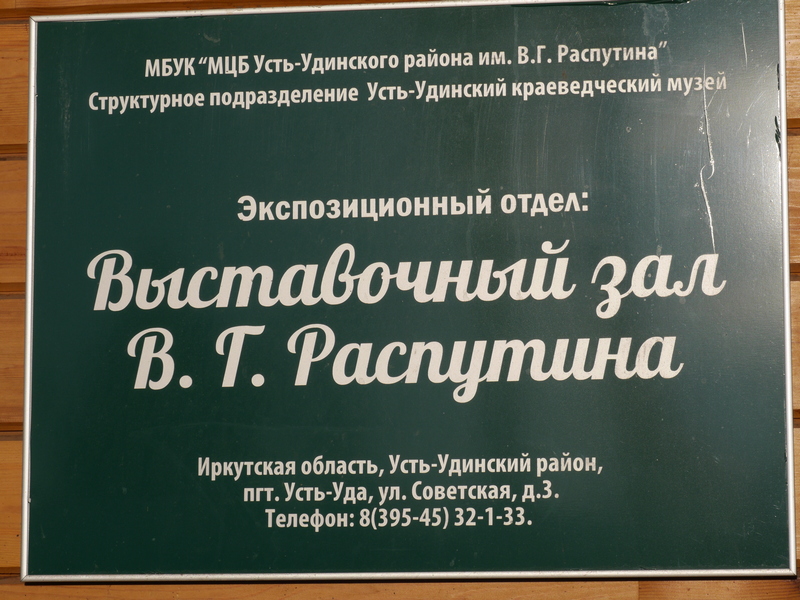 МБУК "МЦБ Усть-Удинского района им. В.Г. Распутина"
Структурное подразделение Усть-Удинский краеведческий музей
Экспозиционный отдел:
Выставочный зал
В. Г. Распутина
Иркутская область, Усть-Удинский район,
пгт. Усть-Уда, ул. Советская, д.3.
Телефон: 8(395-45) 32-1-33.